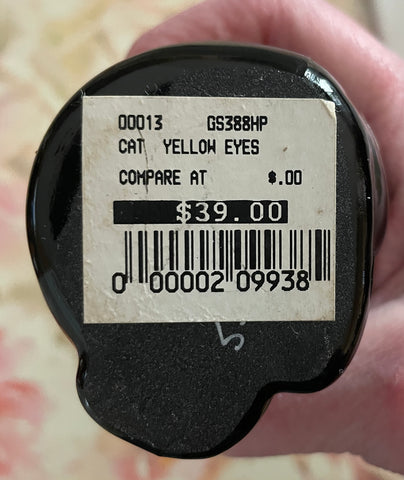 00013 GS388HP
CAT YELLOW EYES
COMPARE AT $.00
$39.00
0 00002 09938